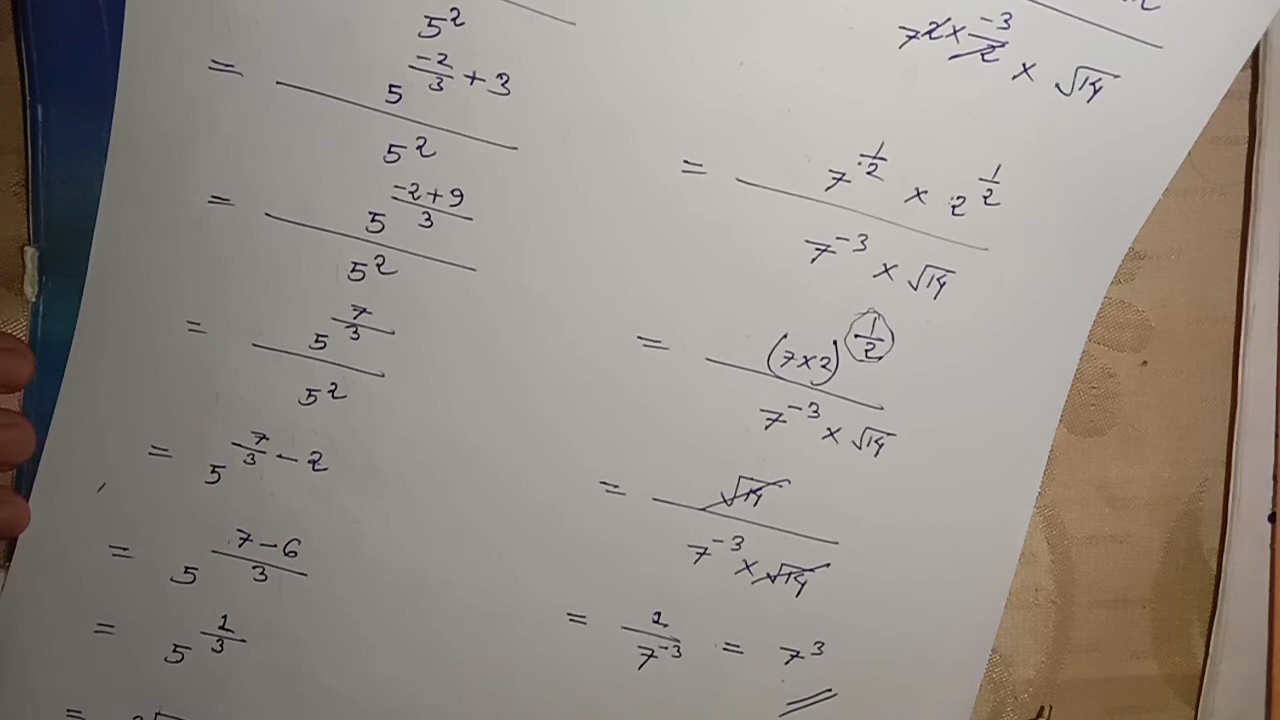 5^2
= 5^(-2/3 + 3) / 5^2
= 5^((-2+9)/3) / 5^2
= 5^(7/3) / 5^2
= 5^(7/3 - 2)
= 5^((7-6)/3)
= 5^(1/3)
=
7^(2 × -3/2) × √14
= 7^(1/2) × 2^(1/2) / 7^-3 × √14
= (7×2)^(1/2) / 7^-3 × √14
= √14 / 7^-3 × √14
= 1 / 7^-3 = 7^3